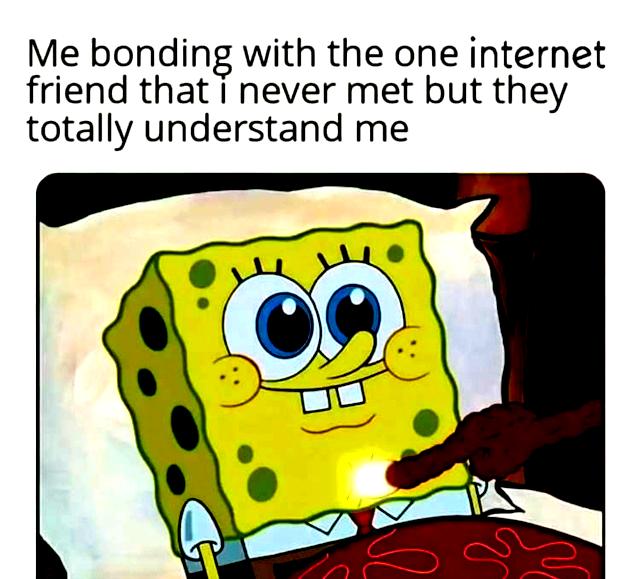 Me bonding with the one internet
friend that i never met but they
totally understand me